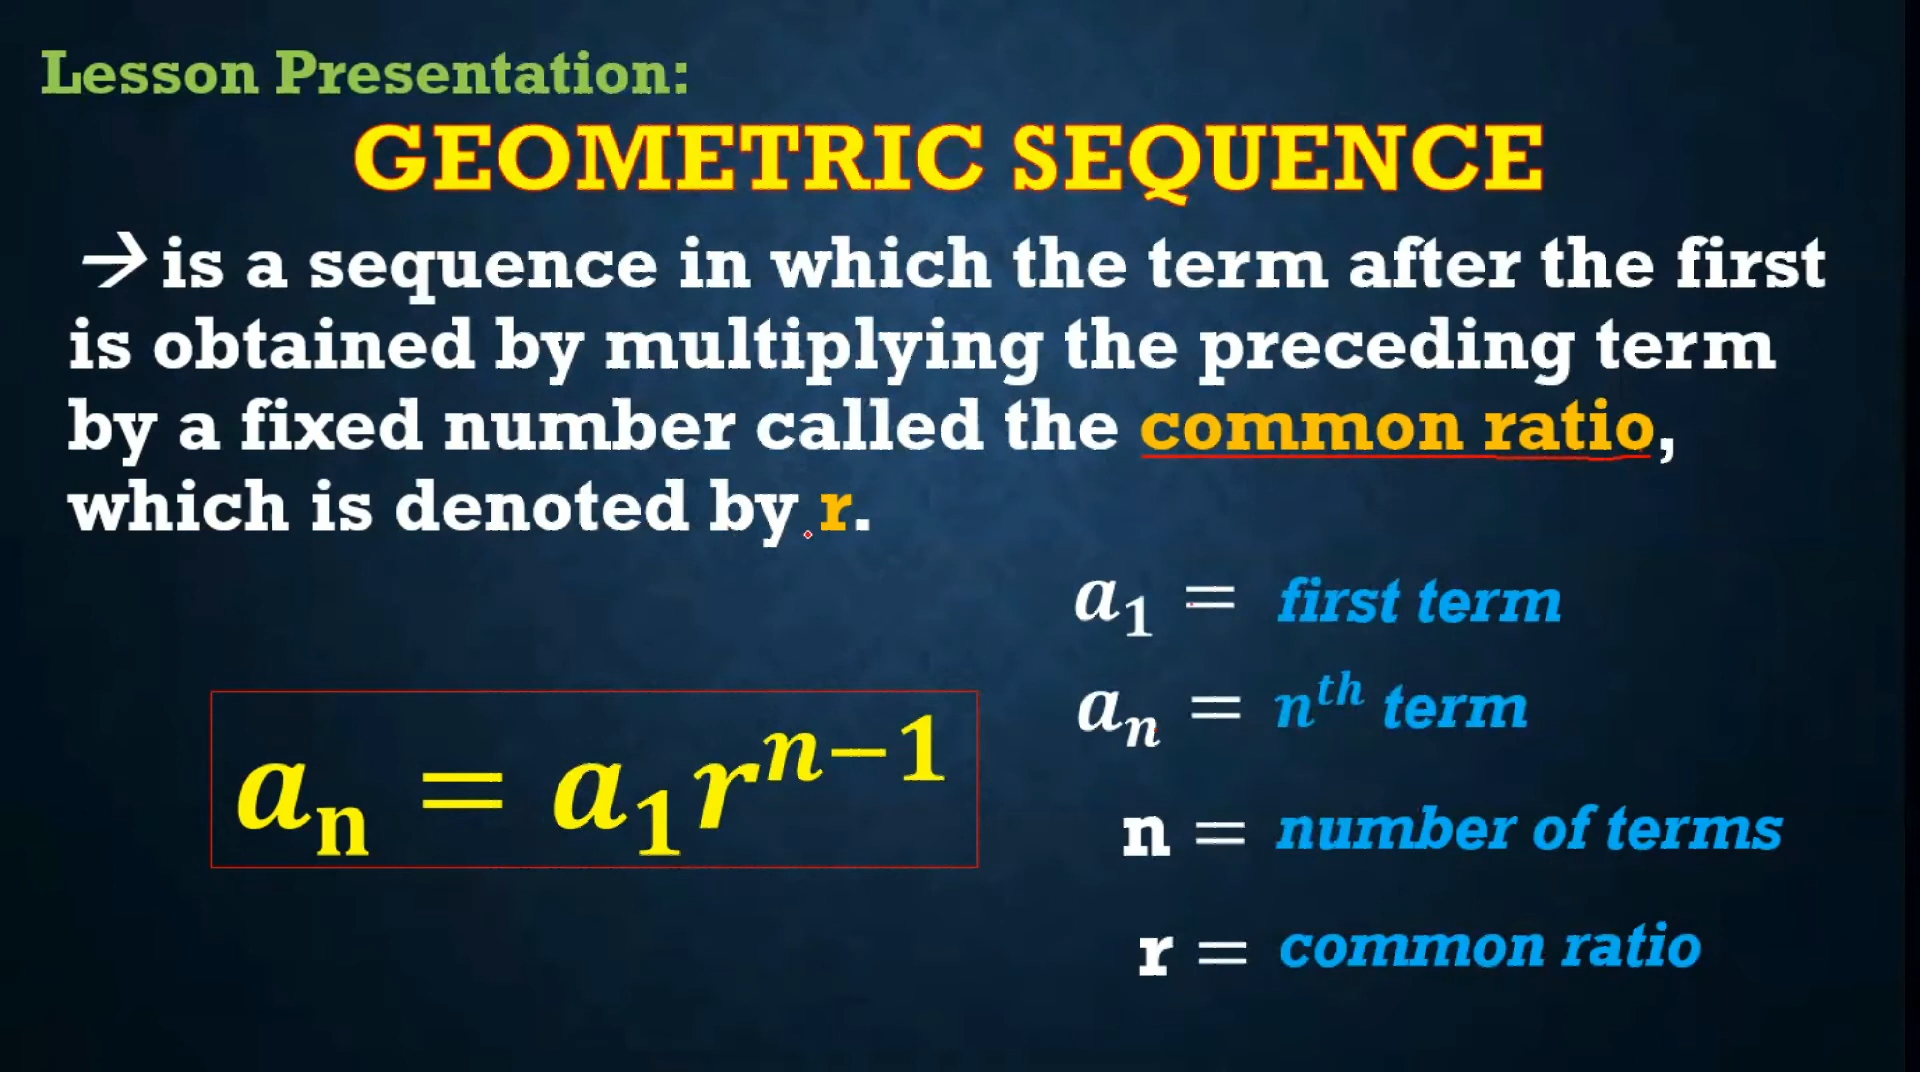 Lesson Presentation:
GEOMETRIC SEQUENCE
→ is a sequence in which the term after the first
is obtained by multiplying the preceding term
by a fixed number called the common ratio,
which is denoted by r.
a₁ = first term
aₙ = nᵗʰ term
aₙ = a₁rⁿ⁻¹
n = number of terms
r = common ratio